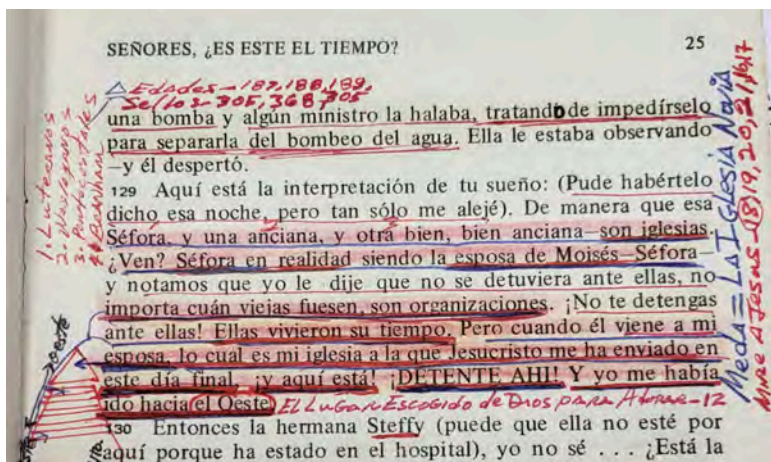 SEÑORES, ¿ES ESTE EL TIEMPO? 25
△ Edades-187,188,189,
Sellos-305,368,305
una bomba y algún ministro la halaba, tratando de impedírselo
para separarla del bombeo del agua. Ella le estaba observando
—y él despertó.
129 Aquí está la interpretación de tu sueño: (Pude habértelo
dicho esa noche, pero tan sólo me alejé). De manera que esa
Séfora, y una anciana, y otra bien, bien anciana—son iglesias.
¿Ven? Séfora en realidad siendo la esposa de Moisés—Séfora—
y notamos que yo le dije que no se detuviera ante ellas, no
importa cuán viejas fuesen, son organizaciones. ¡No te detengas
ante ellas! Ellas vivieron su tiempo. Pero cuando él viene a mi
esposa, lo cual es mi iglesia a la que Jesucristo me ha enviado en
este día final, ¡y aquí está! ¡DETENTE AHI! Y yo me había
ido hacia el Oeste. El Lugar Escogido de Dios para Adorar-12
130 Entonces la hermana Steffy (puede que ella no esté por
aquí porque ha estado en el hospital), yo no sé . . . ¿Está la
1. Luteranos
2. Wesleyanos
3. Pentecostales
4. Branham
oeste
Meda = LA IGLESIA Novia
Mire A Jesus-(18)19,20,21,16,17